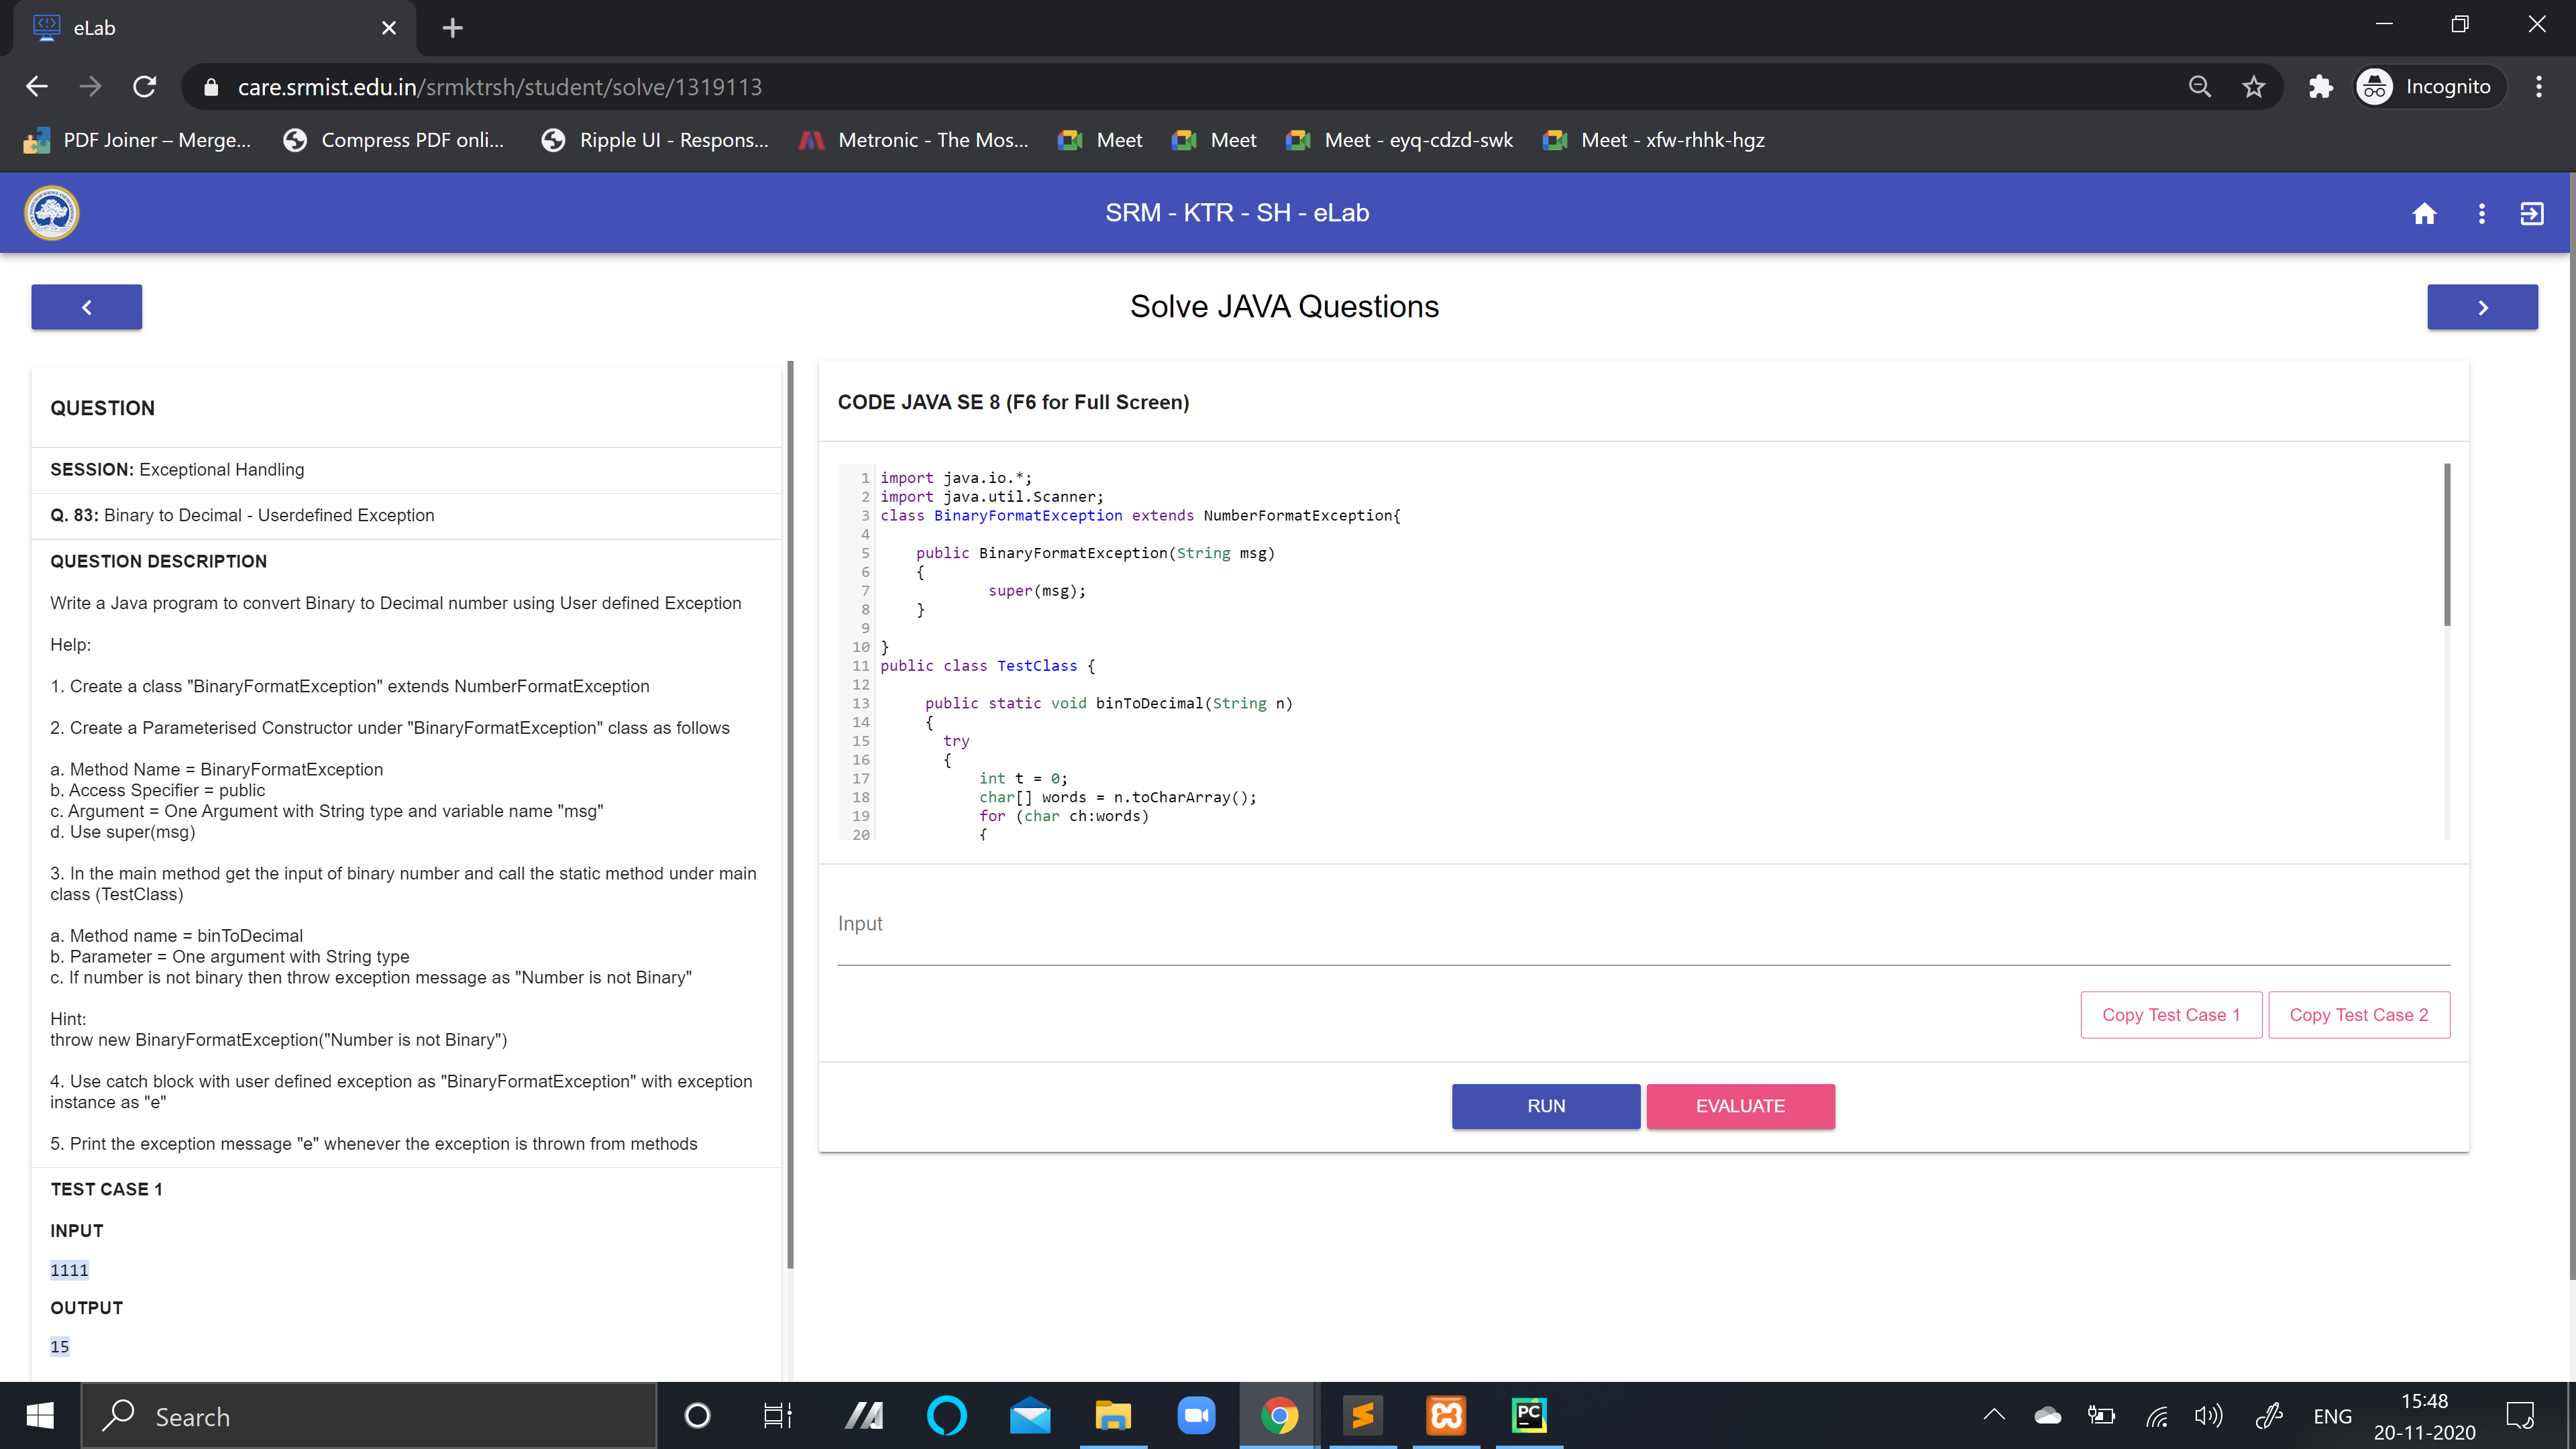 eLab
care.srmist.edu.in/srmktrsh/student/solve/1319113
Incognito
PDF Joiner – Merge...
Compress PDF onli...
Ripple UI - Respons...
Metronic - The Mos...
Meet
Meet
Meet - eyq-cdzd-swk
Meet - xfw-rhhk-hgz
SRM - KTR - SH - eLab
Solve JAVA Questions
QUESTION
SESSION: Exceptional Handling
Q. 83: Binary to Decimal - Userdefined Exception
QUESTION DESCRIPTION
Write a Java program to convert Binary to Decimal number using User defined Exception
Help:
1. Create a class "BinaryFormatException" extends NumberFormatException
2. Create a Parameterised Constructor under "BinaryFormatException" class as follows
a. Method Name = BinaryFormatException
b. Access Specifier = public
c. Argument = One Argument with String type and variable name "msg"
d. Use super(msg)
3. In the main method get the input of binary number and call the static method under main
class (TestClass)
a. Method name = binToDecimal
b. Parameter = One argument with String type
c. If number is not binary then throw exception message as "Number is not Binary"
Hint:
throw new BinaryFormatException("Number is not Binary")
4. Use catch block with user defined exception as "BinaryFormatException" with exception
instance as "e"
5. Print the exception message "e" whenever the exception is thrown from methods
TEST CASE 1
INPUT
1111
OUTPUT
15
CODE JAVA SE 8 (F6 for Full Screen)
1 import java.io.*;
2 import java.util.Scanner;
3 class BinaryFormatException extends NumberFormatException{
4
5 public BinaryFormatException(String msg)
6 {
7 super(msg);
8 }
9
10 }
11 public class TestClass {
12
13 public static void binToDecimal(String n)
14 {
15 try
16 {
17 int t = 0;
18 char[] words = n.toCharArray();
19 for (char ch:words)
20 {
Input
Copy Test Case 1
Copy Test Case 2
RUN
EVALUATE
Search
PC
ENG
15:48
20-11-2020